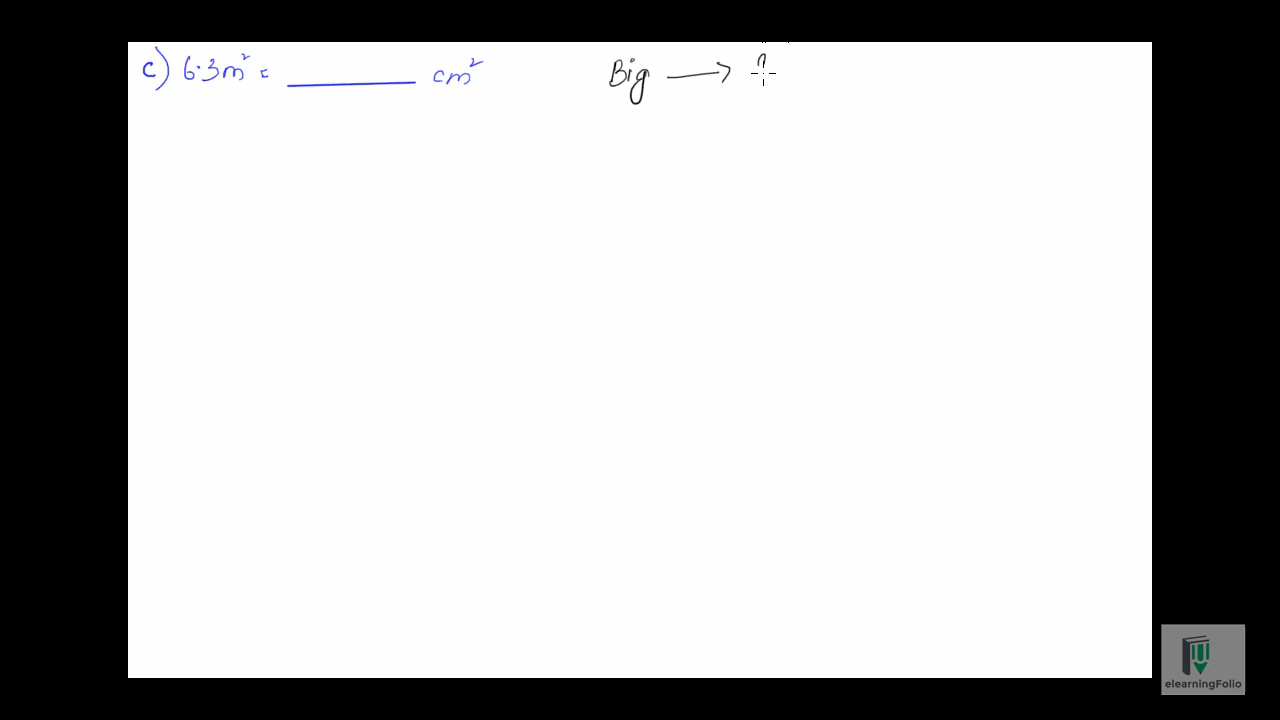 c) 6.3m² = ________ cm² Big →
elearningFolio